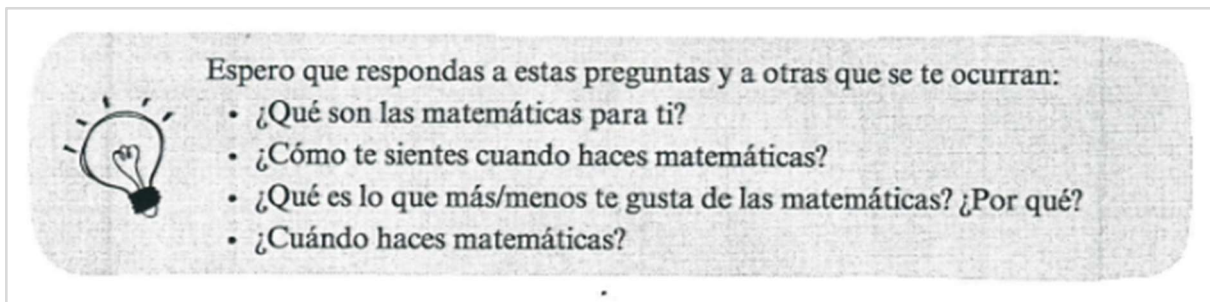 Espero que respondas a estas preguntas y a otras que se te ocurran:
• ¿Qué son las matemáticas para ti?
• ¿Cómo te sientes cuando haces matemáticas?
• ¿Qué es lo que más/menos te gusta de las matemáticas? ¿Por qué?
• ¿Cuándo haces matemáticas?